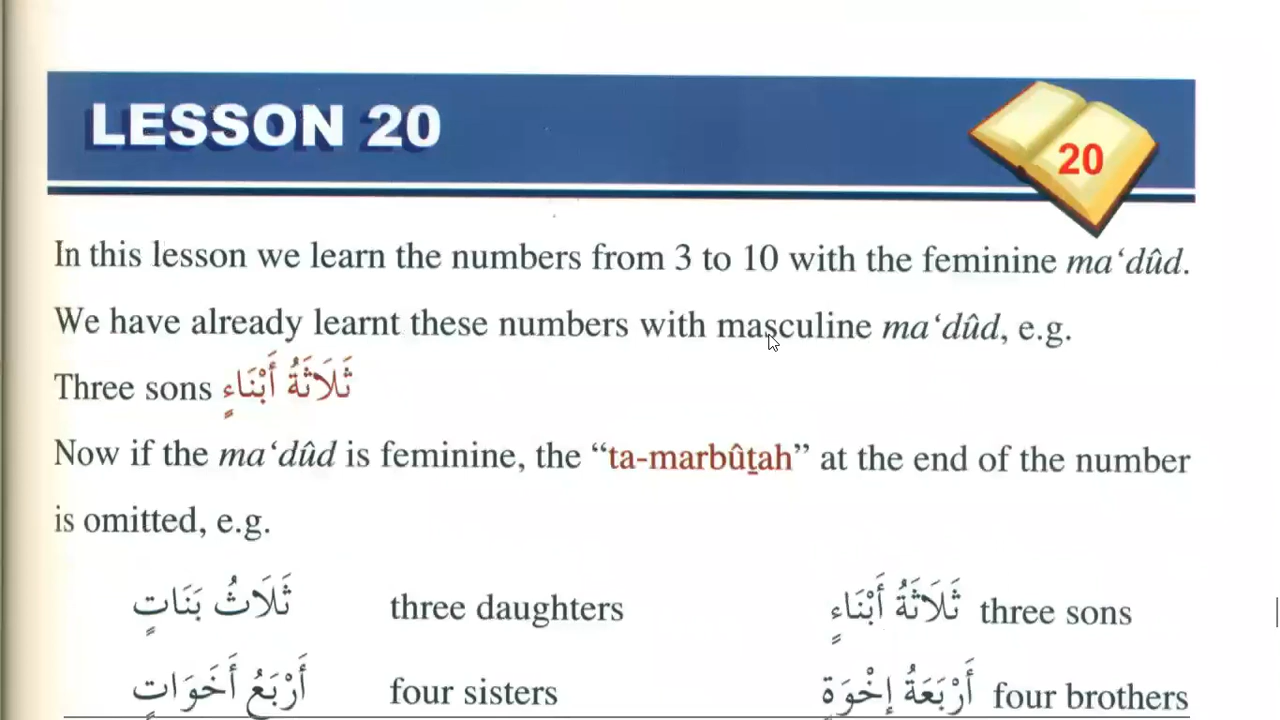 LESSON 20
20
In this lesson we learn the numbers from 3 to 10 with the feminine ma‘dûd.
We have already learnt these numbers with masculine ma‘dûd, e.g.
Three sons ثَلَاثَةُ أَبْنَاءٍ
Now if the ma‘dûd is feminine, the “ta-marbûṯah” at the end of the number
is omitted, e.g.
ثَلَاثُ بَنَاتٍ three daughters ثَلَاثَةُ أَبْنَاءٍ three sons
أَرْبَعُ أَخَوَاتٍ four sisters أَرْبَعَةُ إِخْوَة four brothers